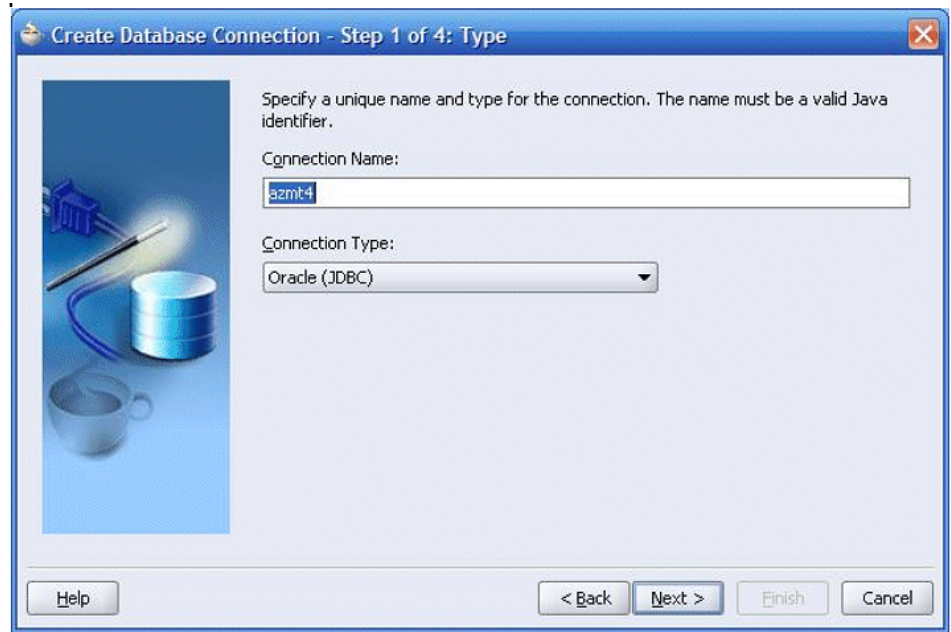 Create Database Connection - Step 1 of 4: Type
Specify a unique name and type for the connection. The name must be a valid Java
identifier.
Connection Name:
azmt4
Connection Type:
Oracle (JDBC)
Help
< Back
Next >
Finish
Cancel